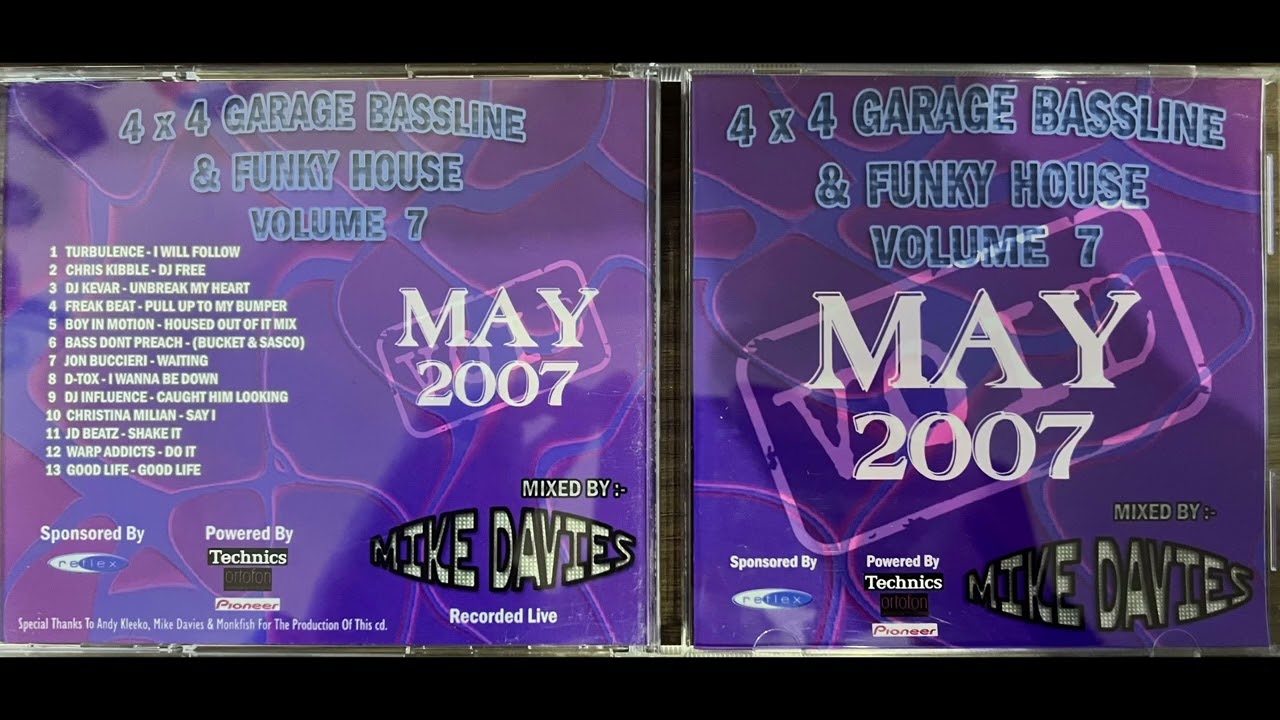 4 x 4 GARAGE BASSLINE
& FUNKY HOUSE
VOLUME 7
1 TURBULENCE - I WILL FOLLOW
2 CHRIS KIBBLE - DJ FREE
3 DJ KEVAR - UNBREAK MY HEART
4 FREAK BEAT - PULL UP TO MY BUMPER
5 BOY IN MOTION - HOUSED OUT OF IT MIX
6 BASS DONT PREACH - (BUCKET & SASCO)
7 JON BUCCIERI - WAITING
8 D-TOX - I WANNA BE DOWN
9 DJ INFLUENCE - CAUGHT HIM LOOKING
10 CHRISTINA MILIAN - SAY I
11 JD BEATZ - SHAKE IT
12 WARP ADDICTS - DO IT
13 GOOD LIFE - GOOD LIFE
MAY
2007
VOL 7
MIXED BY :-
MIKE DAVIES
Recorded Live
Sponsored By
reflex
Powered By
Technics
ortofon
Pioneer
Special Thanks To Andy Kleeko, Mike Davies & Monkfish For The Production Of This cd.
4 x 4 GARAGE BASSLINE
& FUNKY HOUSE
VOLUME 7
MAY
2007
VOL 7
MIXED BY :-
MIKE DAVIES
Sponsored By
reflex
Powered By
Technics
ortofon
Pioneer